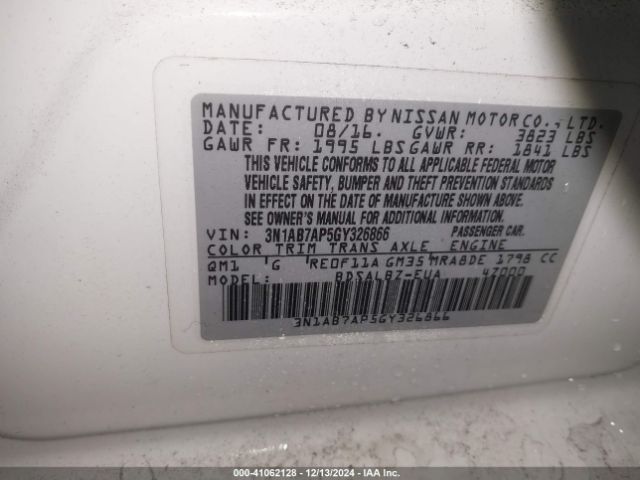 MANUFACTURED BY NISSAN MOTOR CO., LTD.
DATE: 08/16. GVWR: 3823 LBS
GAWR FR: 1995 LBS GAWR RR: 1841 LBS
THIS VEHICLE CONFORMS TO ALL APPLICABLE FEDERAL MOTOR
VEHICLE SAFETY, BUMPER AND THEFT PREVENTION STANDARDS
IN EFFECT ON THE DATE OF MANUFACTURE SHOWN ABOVE.
SEE OWNER'S MANUAL FOR ADDITIONAL INFORMATION.
VIN: 3N1AB7AP5GY326866 PASSENGER CAR.
COLOR TRIM TRANS AXLE ENGINE
QM1 G RE0F11A GM35 MRA8DE 1798 CC
MODEL: BDSALBZ-EUA 4Z000
3N1AB7AP5GY326866
000-41062128 - 12/13/2024 - IAA Inc.